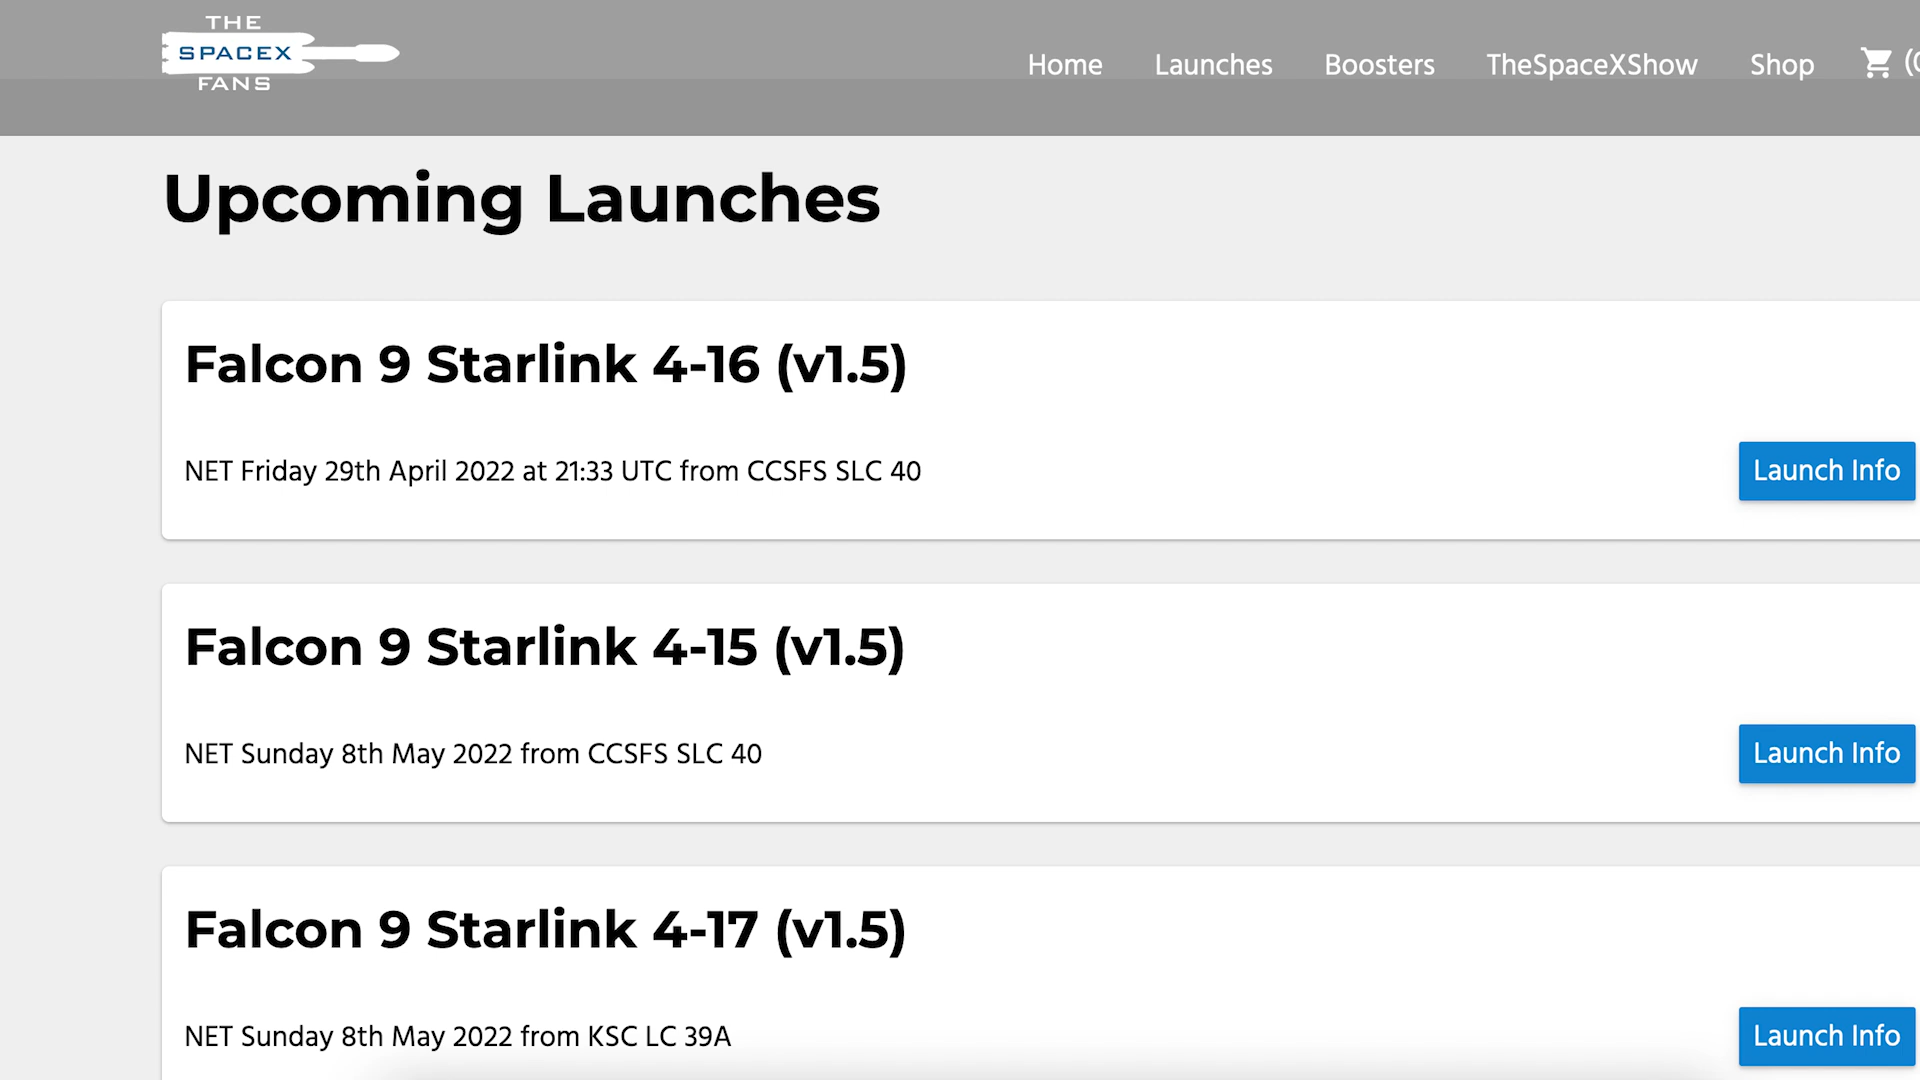 THE
SPACEX
FANS
Home Launches Boosters TheSpaceXShow Shop
Upcoming Launches
Falcon 9 Starlink 4-16 (v1.5)
NET Friday 29th April 2022 at 21:33 UTC from CCSFS SLC 40
Launch Info
Falcon 9 Starlink 4-15 (v1.5)
NET Sunday 8th May 2022 from CCSFS SLC 40
Launch Info
Falcon 9 Starlink 4-17 (v1.5)
NET Sunday 8th May 2022 from KSC LC 39A
Launch Info